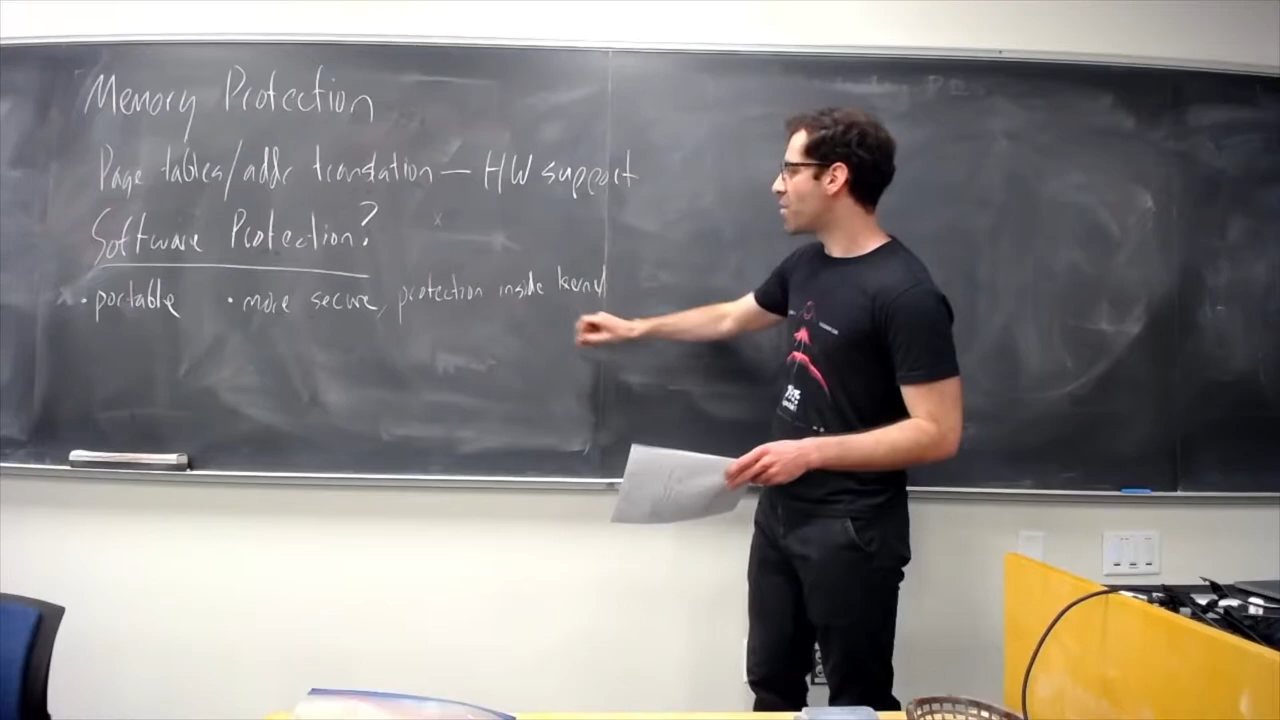 Memory Protection
Page tables/addr translation — HW support
Software Protection?
• portable • more secure, protection inside kernel